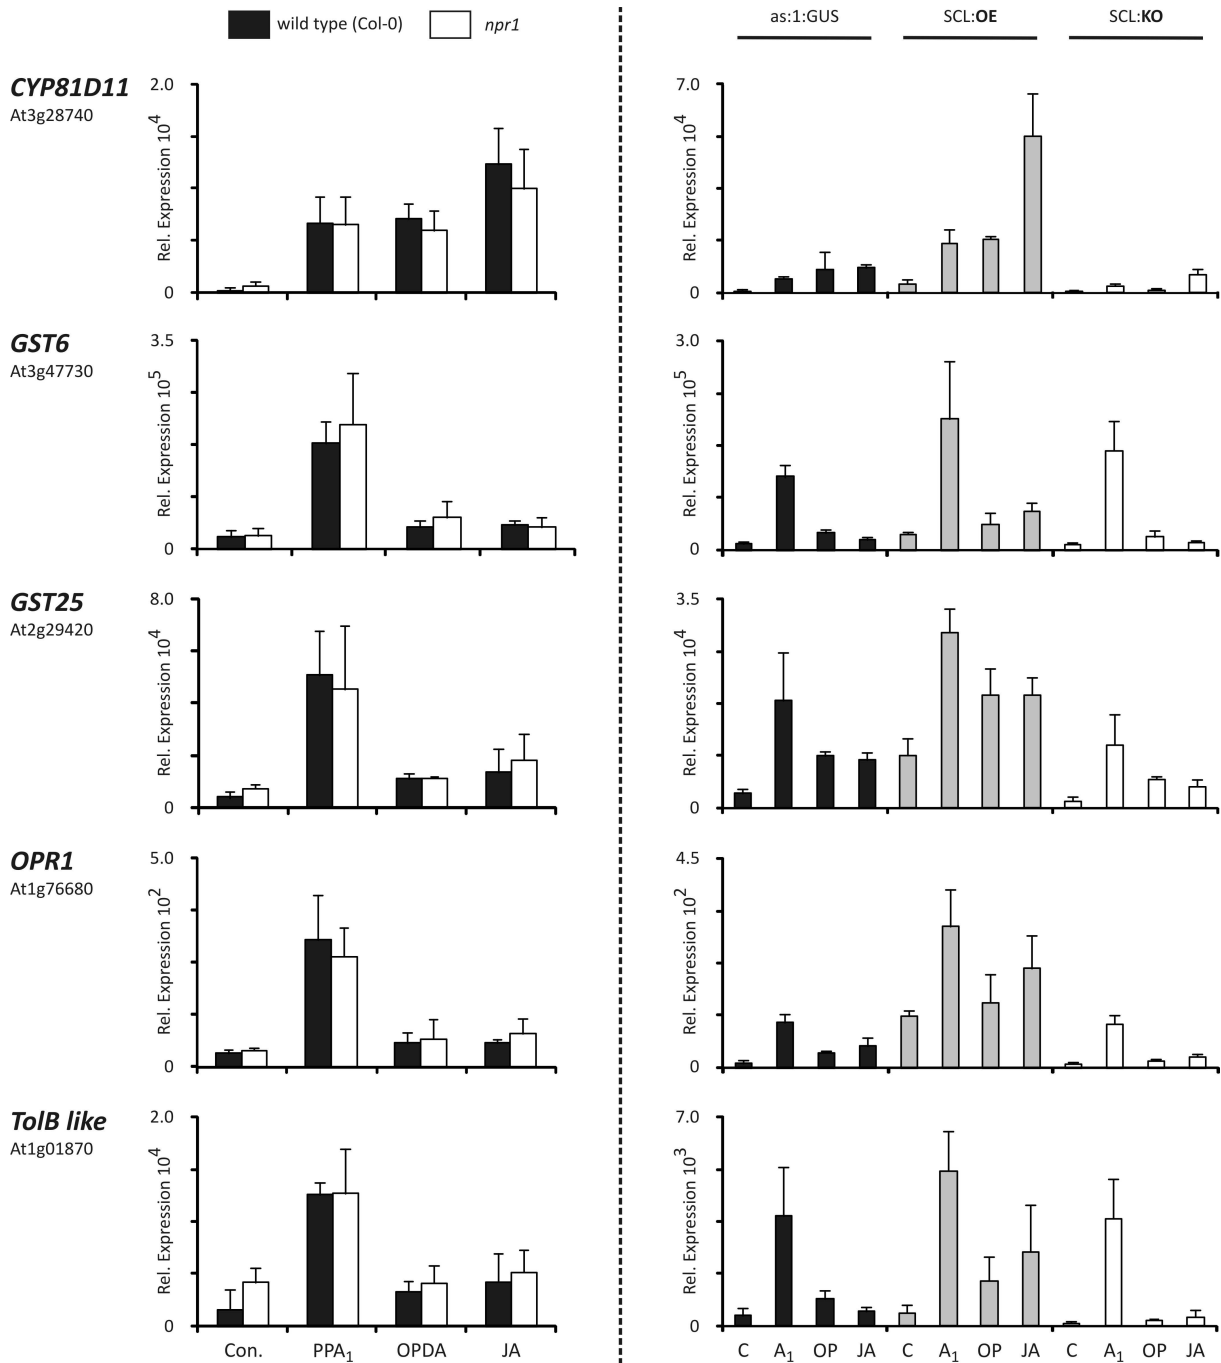 wild type (Col-0) npr1
as:1:GUS SCL:OE SCL:KO
CYP81D11
At3g28740
Rel. Expression 10^4
2.0
0
Rel. Expression 10^4
7.0
0
GST6
At3g47730
Rel. Expression 10^5
3.5
0
Rel. Expression 10^5
3.0
0
GST25
At2g29420
Rel. Expression 10^4
8.0
0
Rel. Expression 10^4
3.5
0
OPR1
At1g76680
Rel. Expression 10^2
5.0
0
Rel. Expression 10^2
4.5
0
TolB like
At1g01870
Rel. Expression 10^4
2.0
0
Rel. Expression 10^3
7.0
0
Con. PPA1 OPDA JA
C A1 OP JA C A1 OP JA C A1 OP JA